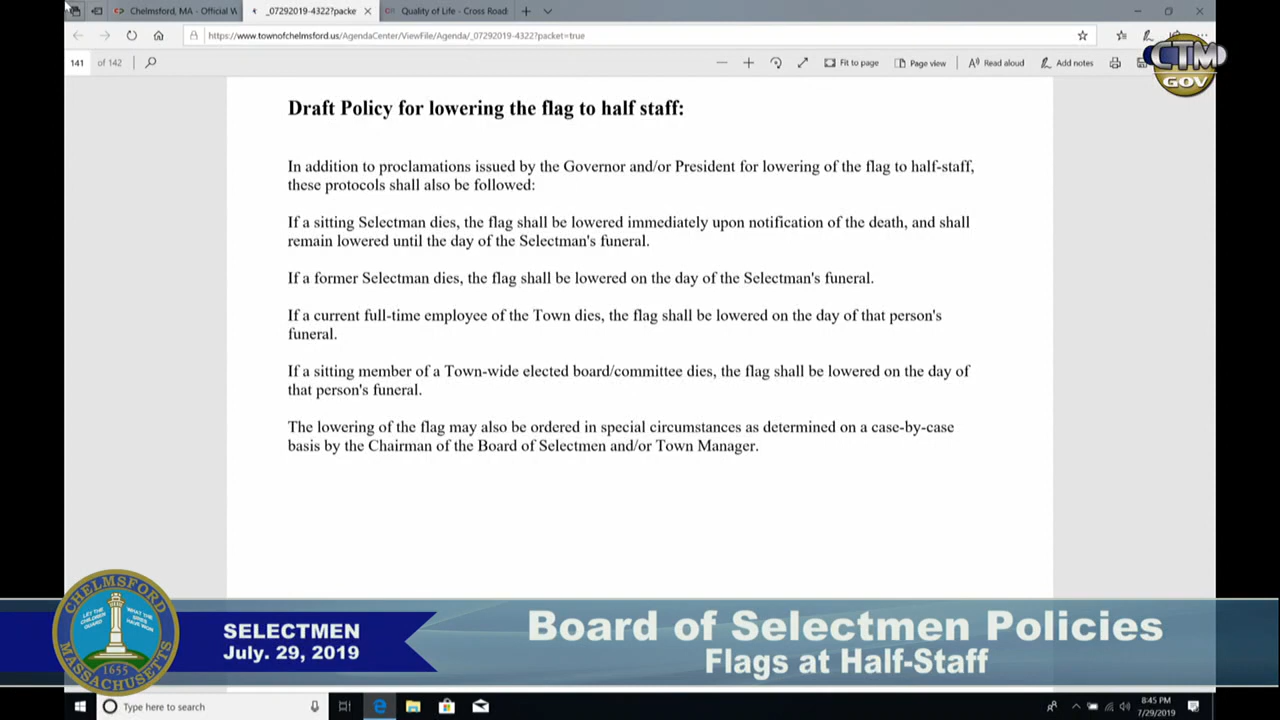 Chelmsford, MA - Official W
_07292019-4322?packe
Quality of Life - Cross Road
https://www.townofchelmsford.us/AgendaCenter/ViewFile/Agenda/_07292019-4322?packet=true
141 of 142
Fit to page
Page view
Read aloud
Add notes
CTM
GOV
Draft Policy for lowering the flag to half staff:
In addition to proclamations issued by the Governor and/or President for lowering of the flag to half-staff,
these protocols shall also be followed:
If a sitting Selectman dies, the flag shall be lowered immediately upon notification of the death, and shall
remain lowered until the day of the Selectman's funeral.
If a former Selectman dies, the flag shall be lowered on the day of the Selectman's funeral.
If a current full-time employee of the Town dies, the flag shall be lowered on the day of that person's
funeral.
If a sitting member of a Town-wide elected board/committee dies, the flag shall be lowered on the day of
that person's funeral.
The lowering of the flag may also be ordered in special circumstances as determined on a case-by-case
basis by the Chairman of the Board of Selectmen and/or Town Manager.
CHELMSFORD
LET THE
CHILDREN
GUARD
WHAT THE
SIRES
HAVE WON
1655
MASSACHUSETTS
SELECTMEN
July. 29, 2019
Board of Selectmen Policies
Flags at Half-Staff
Type here to search
8:45 PM
7/29/2019